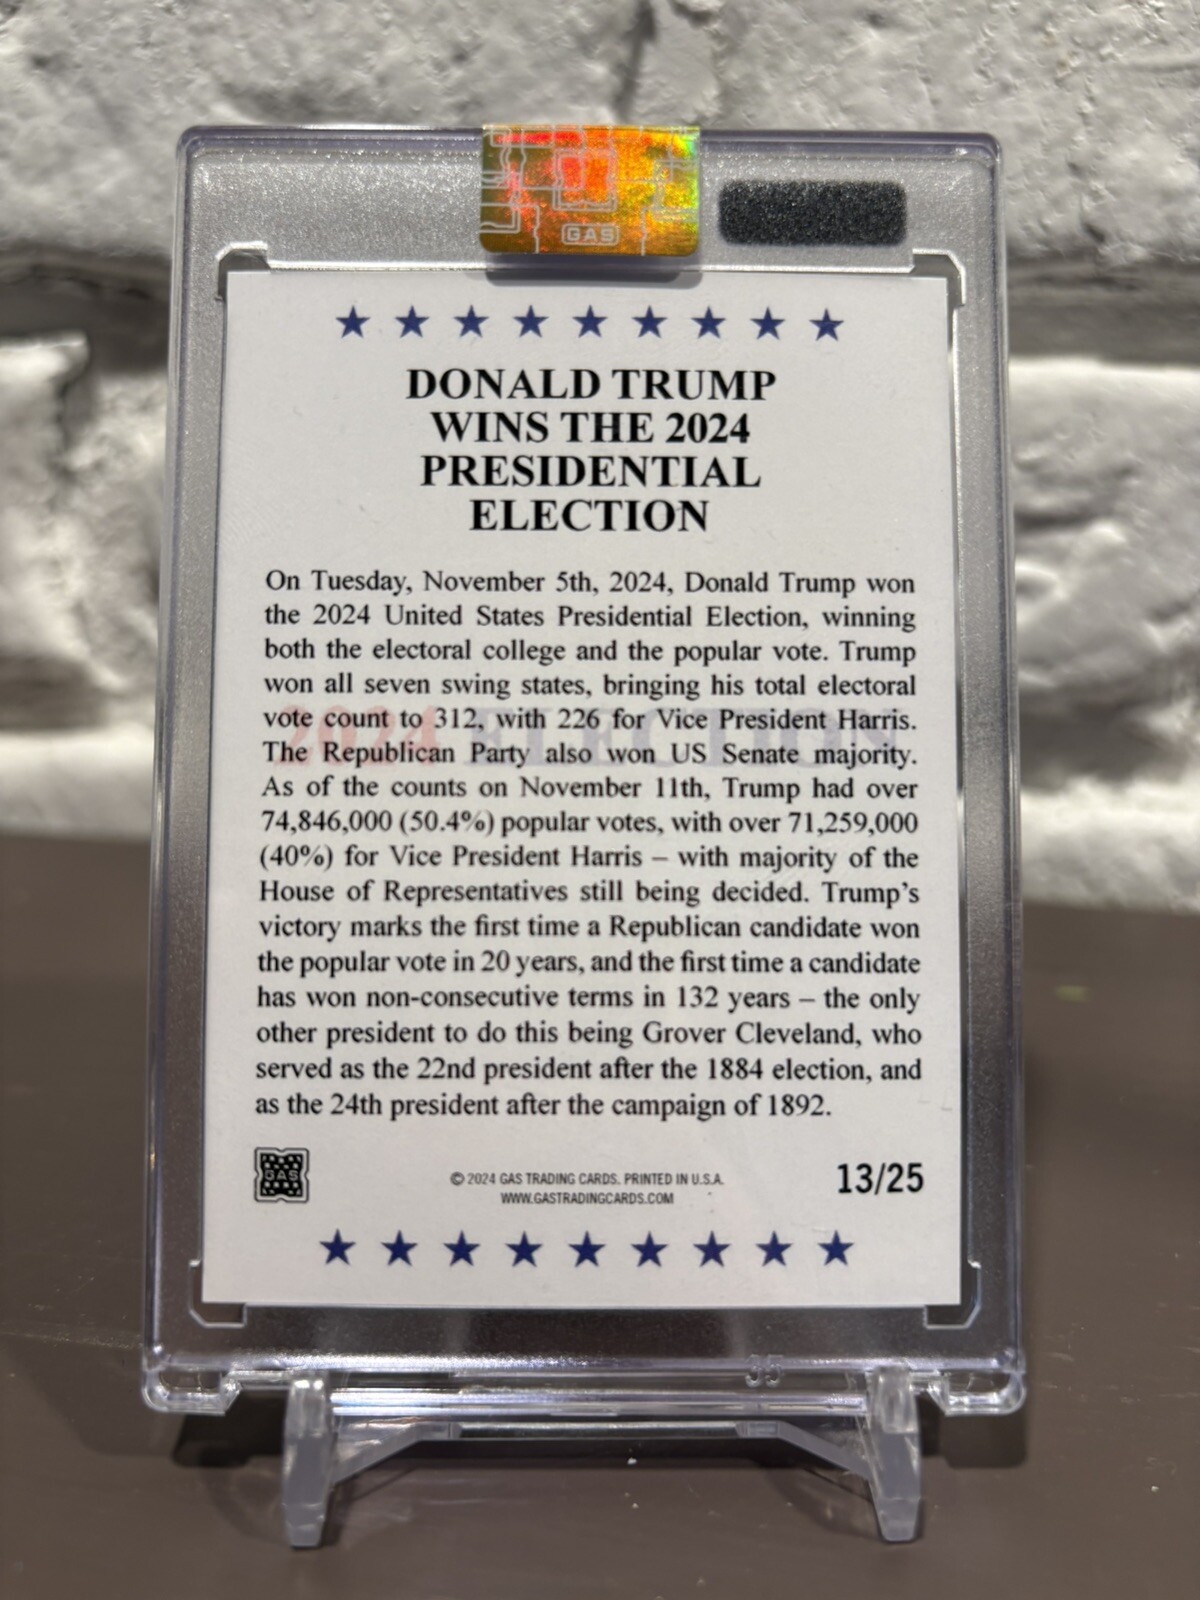 GAS
DONALD TRUMP
WINS THE 2024
PRESIDENTIAL
ELECTION
On Tuesday, November 5th, 2024, Donald Trump won
the 2024 United States Presidential Election, winning
both the electoral college and the popular vote. Trump
won all seven swing states, bringing his total electoral
vote count to 312, with 226 for Vice President Harris.
2024 ELECTION
The Republican Party also won US Senate majority.
As of the counts on November 11th, Trump had over
74,846,000 (50.4%) popular votes, with over 71,259,000
(40%) for Vice President Harris – with majority of the
House of Representatives still being decided. Trump's
victory marks the first time a Republican candidate won
the popular vote in 20 years, and the first time a candidate
has won non-consecutive terms in 132 years – the only
other president to do this being Grover Cleveland, who
served as the 22nd president after the 1884 election, and
as the 24th president after the campaign of 1892.
GAS
© 2024 GAS TRADING CARDS. PRINTED IN U.S.A.
WWW.GASTRADINGCARDS.COM
13/25